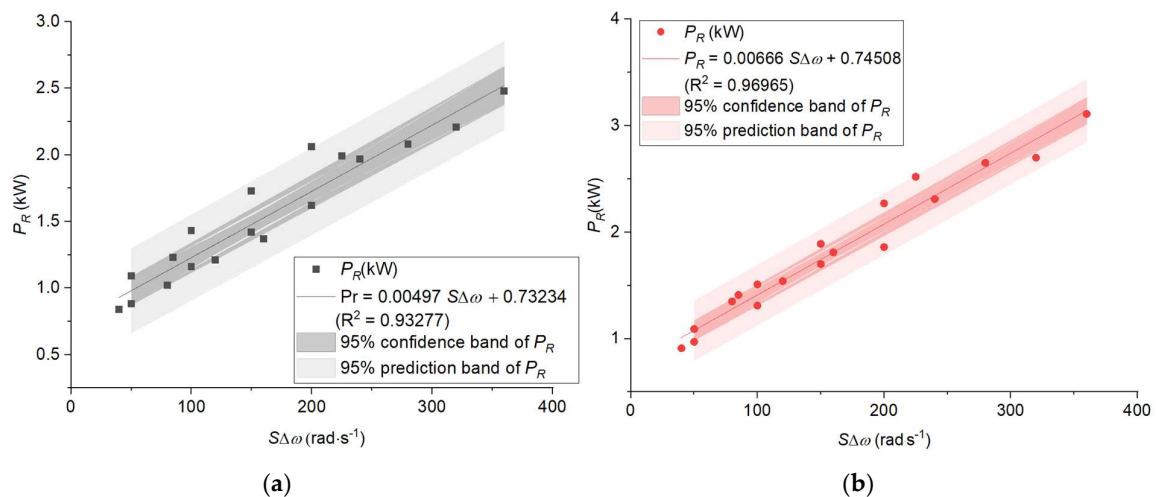 3.0
2.5
2.0
1.5
1.0
0.5
P_R (kW)
P_R(kW)
Pr = 0.00497 SΔω + 0.73234
(R² = 0.93277)
95% confidence band of P_R
95% prediction band of P_R
0 100 200 300 400
SΔω (rad·s⁻¹)
(a)
4
3
2
1
P_R(kW)
P_R (kW)
P_R = 0.00666 SΔω + 0.74508
(R² = 0.96965)
95% confidence band of P_R
95% prediction band of P_R
0 100 200 300 400
SΔω (rad s⁻¹)
(b)